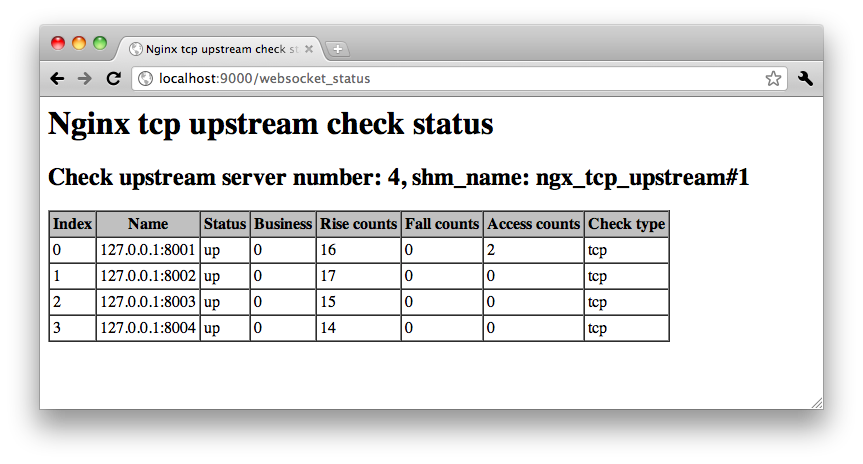 Nginx tcp upstream check st
localhost:9000/websocket_status
Nginx tcp upstream check status
Check upstream server number: 4, shm_name: ngx_tcp_upstream#1
Index Name Status Business Rise counts Fall counts Access counts Check type
0 127.0.0.1:8001 up 0 16 0 2 tcp
1 127.0.0.1:8002 up 0 17 0 0 tcp
2 127.0.0.1:8003 up 0 15 0 0 tcp
3 127.0.0.1:8004 up 0 14 0 0 tcp